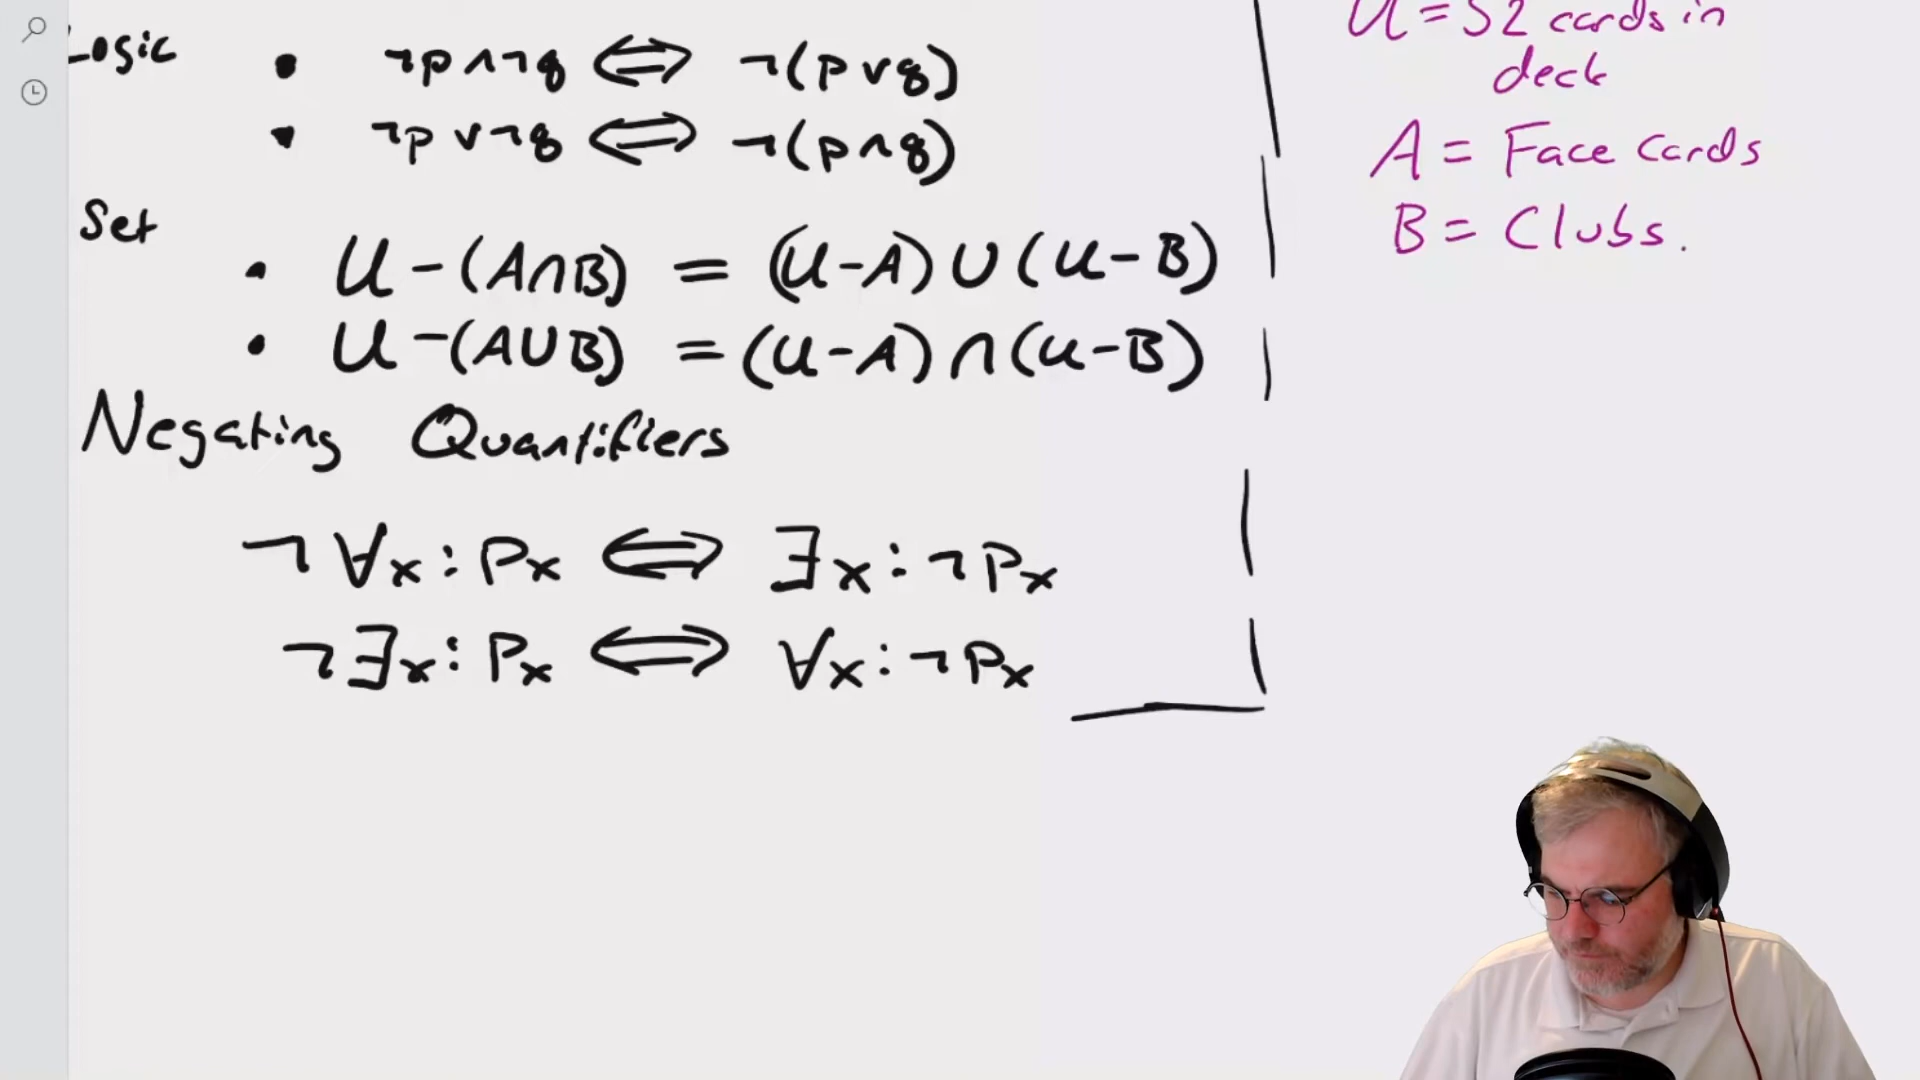 Logic
• ¬p∧¬q ⟺ ¬(p∨q)
• ¬p∨¬q ⟺ ¬(p∧q)
Set
• U-(A∩B) = (U-A)∪(U-B)
• U-(A∪B) = (U-A)∩(U-B)
Negating Quantifiers
¬∀x:Px ⟺ ∃x:¬Px
¬∃x:Px ⟺ ∀x:¬Px
U = 52 cards in
deck
A = Face cards
B = Clubs.